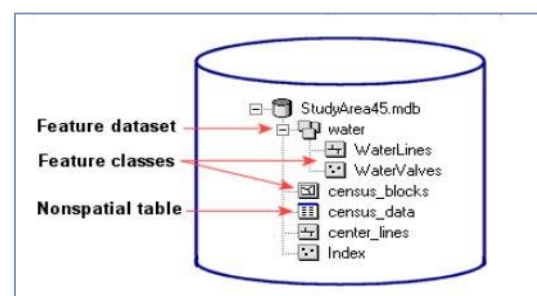 StudyArea45.mdb
Feature dataset
water
WaterLines
Feature classes
WaterValves
census_blocks
Nonspatial table
census_data
center_lines
Index